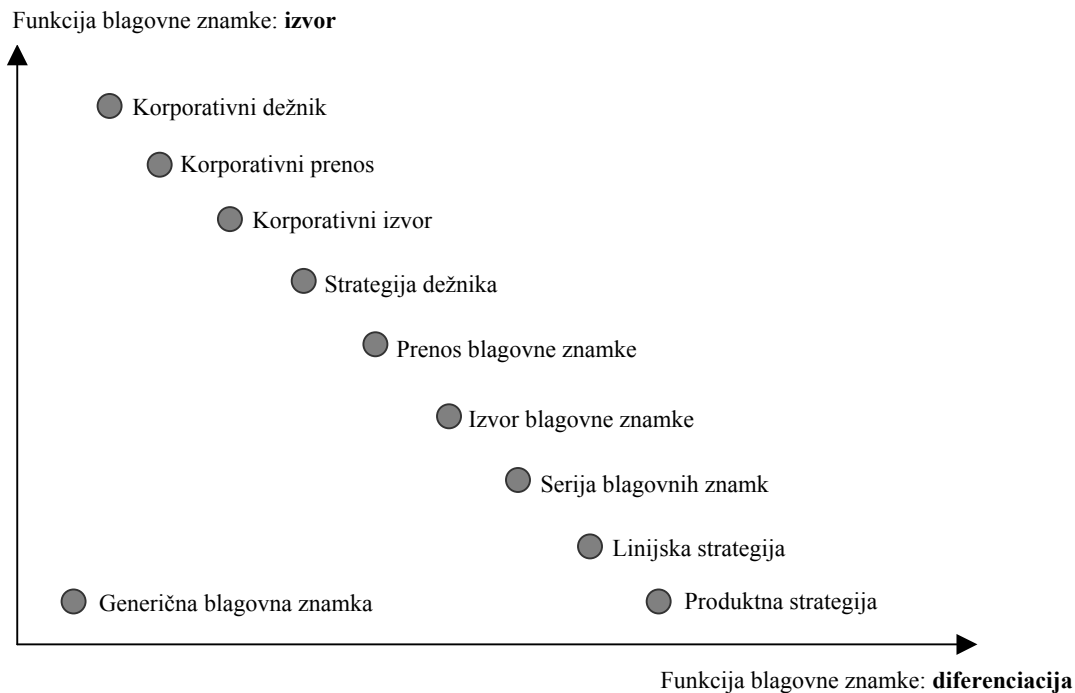 Funkcija blagovne znamke: izvor
Korporativni dežnik
Korporativni prenos
Korporativni izvor
Strategija dežnika
Prenos blagovne znamke
Izvor blagovne znamke
Serija blagovnih znamk
Linijska strategija
Generična blagovna znamka
Produktna strategija
Funkcija blagovne znamke: diferenciacija